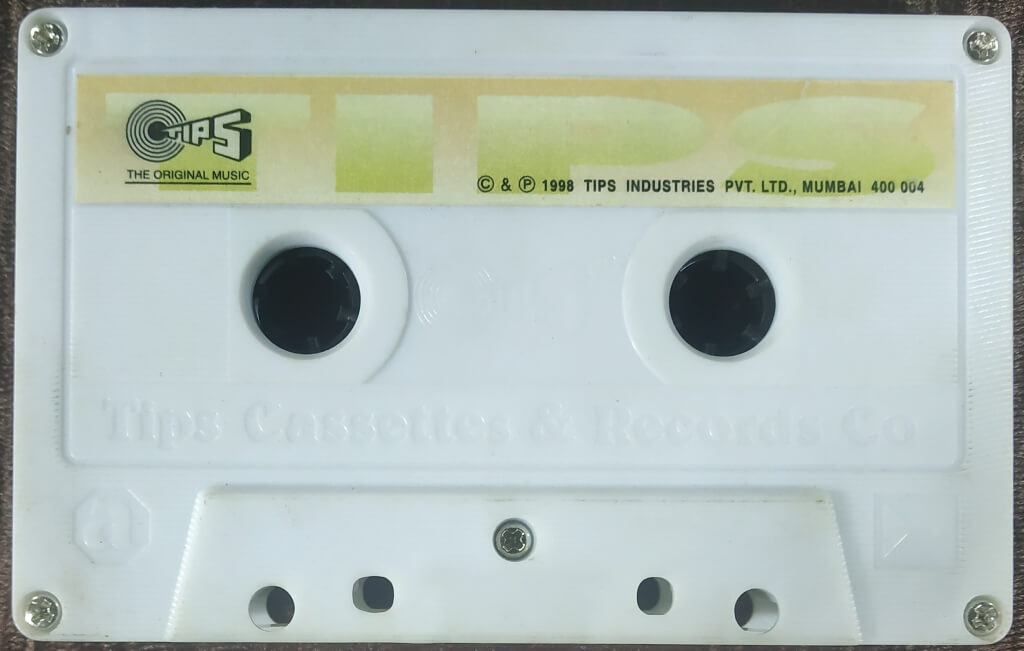 TIPS
TIPS
THE ORIGINAL MUSIC
© & ℗ 1998 TIPS INDUSTRIES PVT. LTD., MUMBAI 400 004
Tips Cassettes & Records Co
a